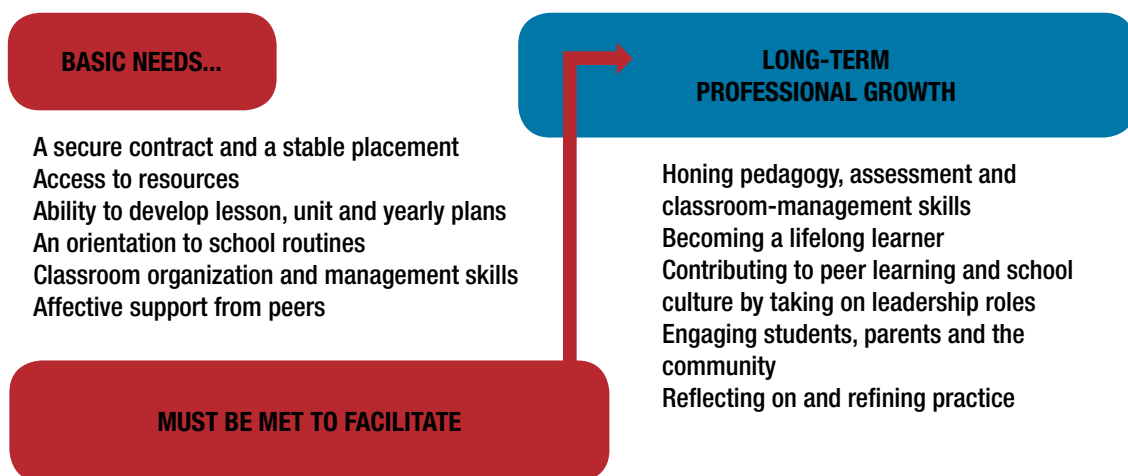 BASIC NEEDS...
A secure contract and a stable placement
Access to resources
Ability to develop lesson, unit and yearly plans
An orientation to school routines
Classroom organization and management skills
Affective support from peers
MUST BE MET TO FACILITATE
LONG-TERM
PROFESSIONAL GROWTH
Honing pedagogy, assessment and
classroom-management skills
Becoming a lifelong learner
Contributing to peer learning and school
culture by taking on leadership roles
Engaging students, parents and the
community
Reflecting on and refining practice